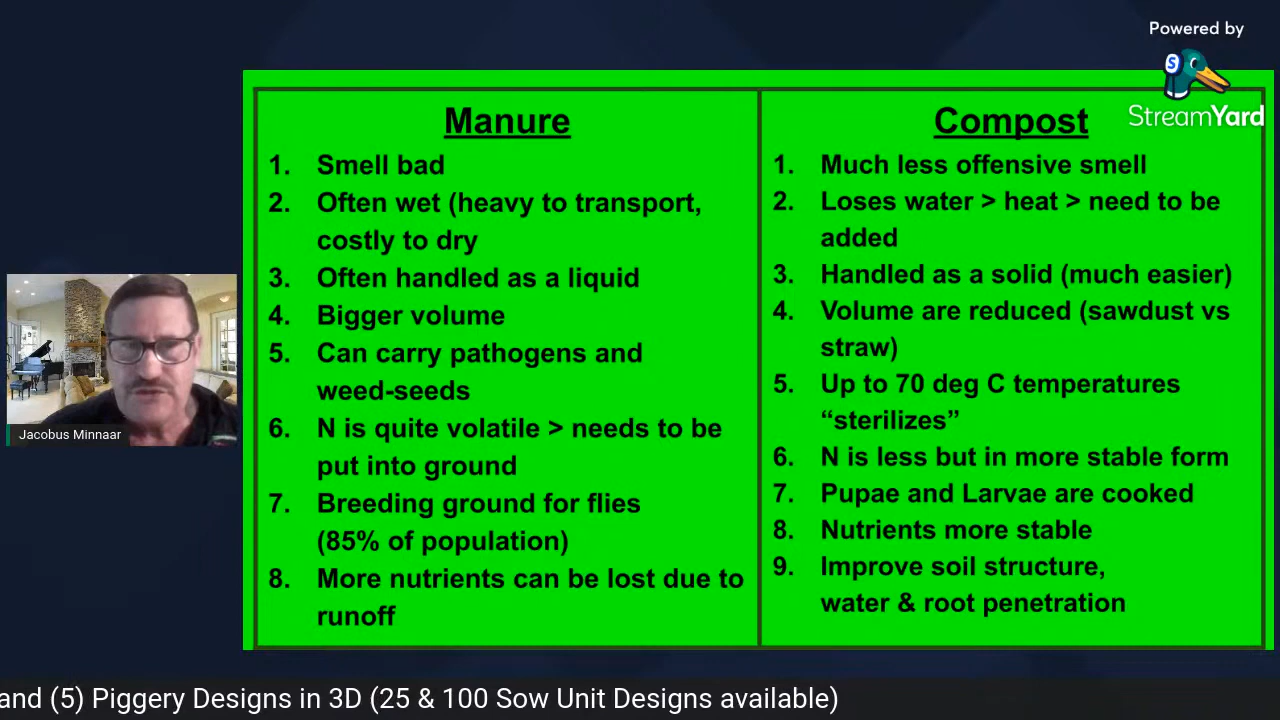 Powered by
StreamYard
Manure
1. Smell bad
2. Often wet (heavy to transport,
costly to dry
3. Often handled as a liquid
4. Bigger volume
5. Can carry pathogens and
weed-seeds
6. N is quite volatile > needs to be
put into ground
7. Breeding ground for flies
(85% of population)
8. More nutrients can be lost due to
runoff
Compost
1. Much less offensive smell
2. Loses water > heat > need to be
added
3. Handled as a solid (much easier)
4. Volume are reduced (sawdust vs
straw)
5. Up to 70 deg C temperatures
“sterilizes”
6. N is less but in more stable form
7. Pupae and Larvae are cooked
8. Nutrients more stable
9. Improve soil structure,
water & root penetration
Jacobus Minnaar
and (5) Piggery Designs in 3D (25 & 100 Sow Unit Designs available)